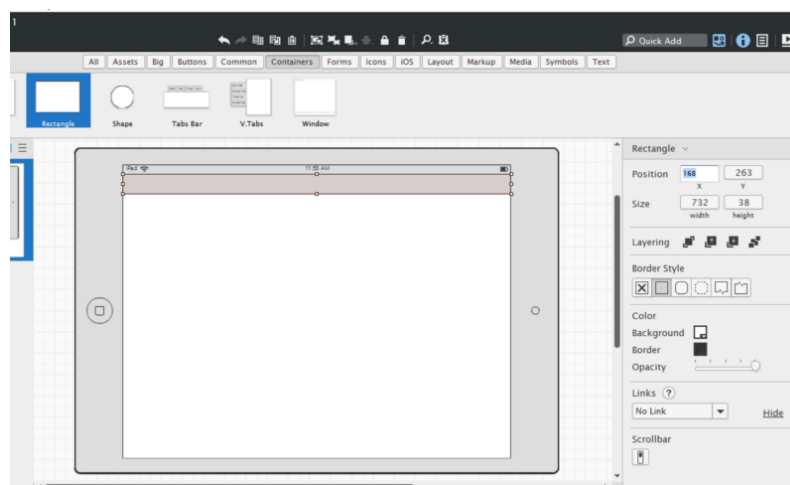 1
Quick Add
All Assets Big Buttons Common Containers Forms Icons iOS Layout Markup Media Symbols Text
Rectangle Shape Tabs Bar V.Tabs Window
iPad 11:55 AM
Rectangle
Position 168 263
X Y
Size 732 38
width height
Layering
Border Style
Color
Background
Border
Opacity
Links ?
No Link Hide
Scrollbar